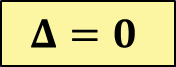 Δ = 0